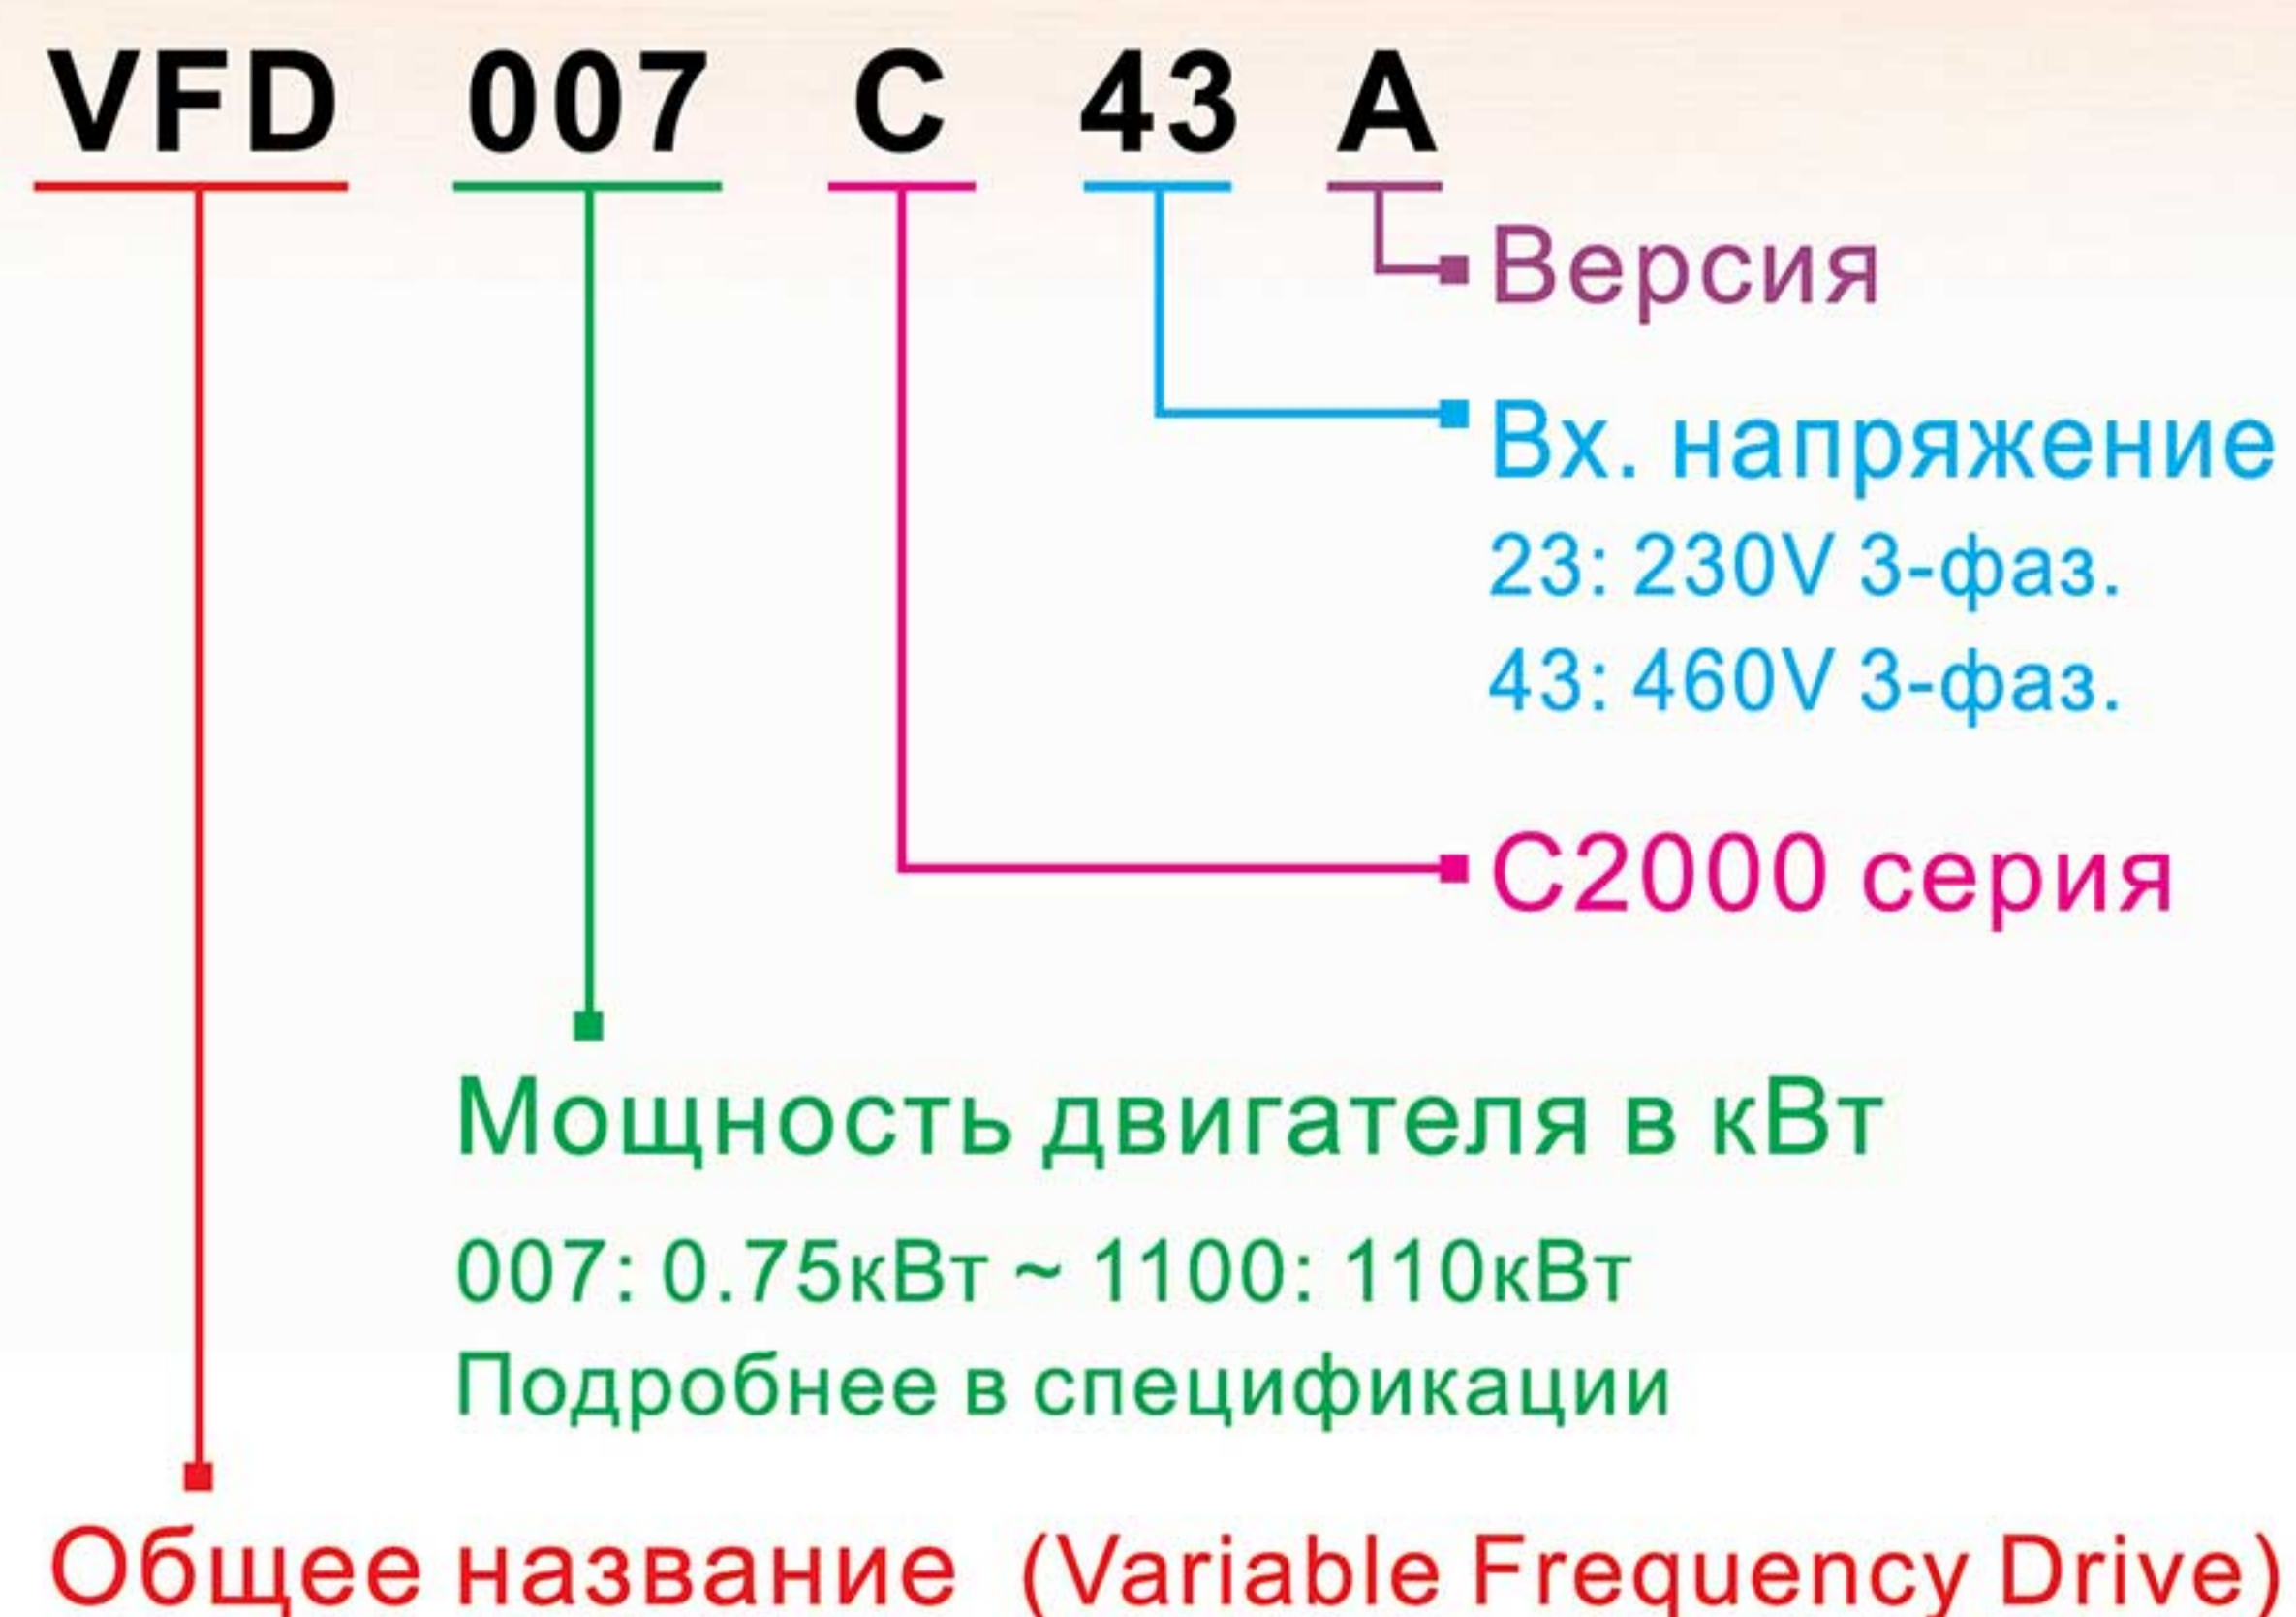 VFD 007 C 43 A
Версия
Вх. напряжение
23: 230V 3-фаз.
43: 460V 3-фаз.
C2000 серия
Мощность двигателя в кВт
007: 0.75кВт ~ 1100: 110кВт
Подробнее в спецификации
Общее название (Variable Frequency Drive)